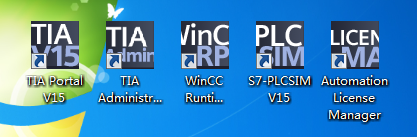 TIA
V15
TIA
Admin
WinCC
RP
PLC
SIM
LICEN
MA
TIA Portal
V15
TIA
Administr...
WinCC
Runti...
S7-PLCSIM
V15
Automation
License
Manager